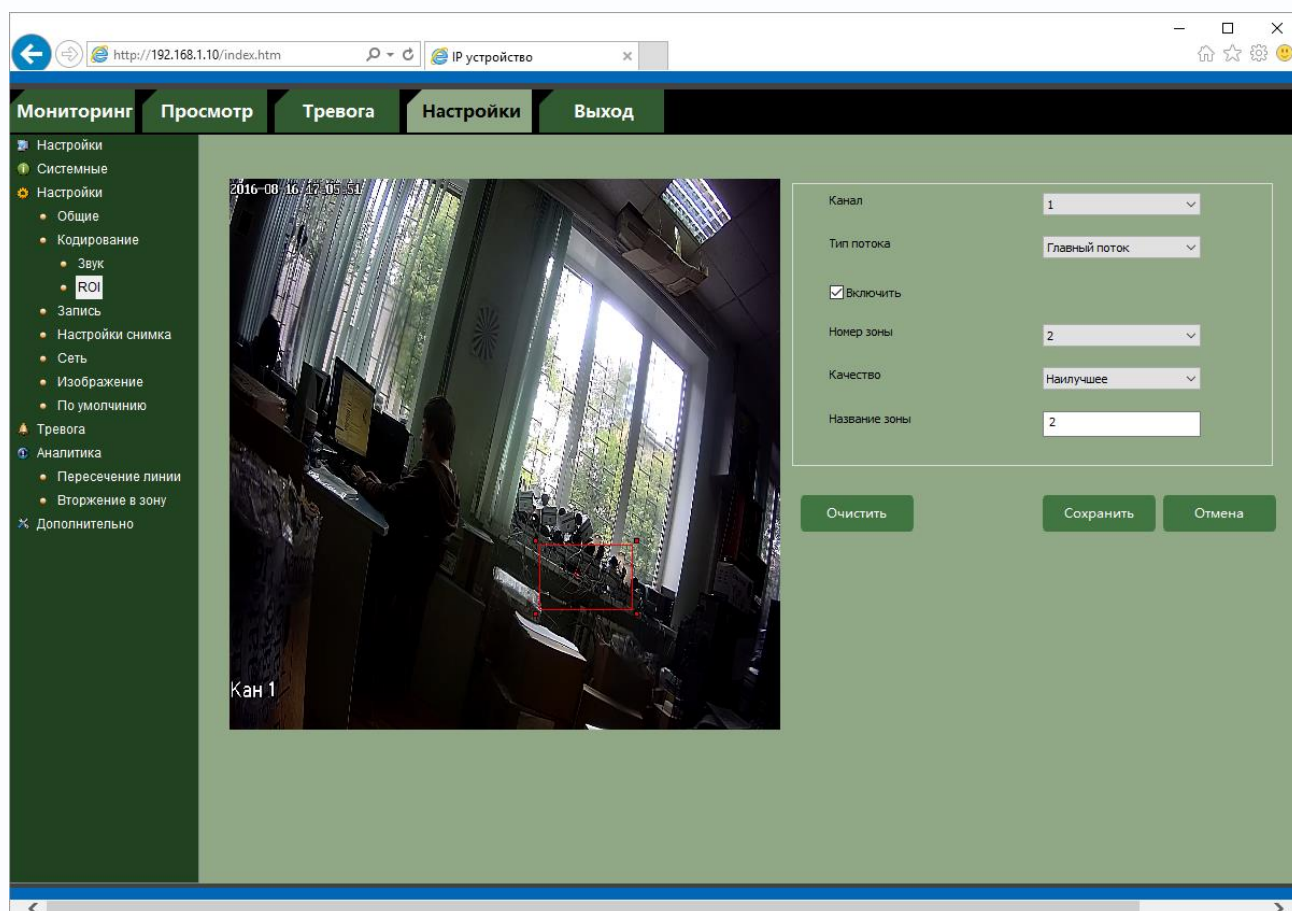 http://192.168.1.10/index.htm
IP устройство
Мониторинг Просмотр Тревога Настройки Выход
Настройки
Системные
Настройки
Общие
Кодирование
Звук
ROI
Запись
Настройки снимка
Сеть
Изображение
По умолчинию
Тревога
Аналитика
Пересечение линии
Вторжение в зону
Дополнительно
2016-08 16 17 05 51
Кан 1
Канал 1
Тип потока Главный поток
Включить
Номер зоны 2
Качество Наилучшее
Название зоны 2
Очистить Сохранить Отмена